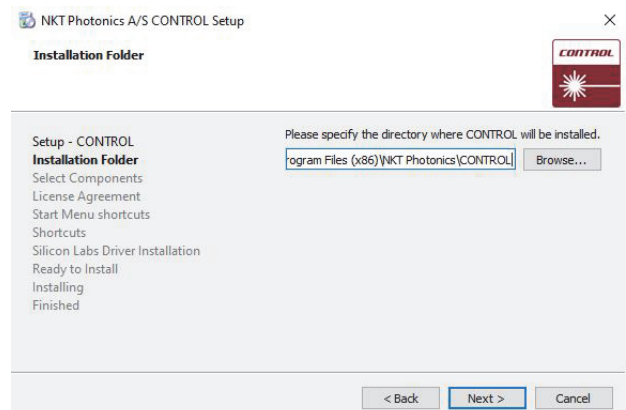 NKT Photonics A/S CONTROL Setup
Installation Folder
CONTROL
Setup - CONTROL
Installation Folder
Select Components
License Agreement
Start Menu shortcuts
Shortcuts
Silicon Labs Driver Installation
Ready to Install
Installing
Finished
Please specify the directory where CONTROL will be installed.
rogram Files (x86)\NKT Photonics\CONTROL
Browse...
< Back
Next >
Cancel